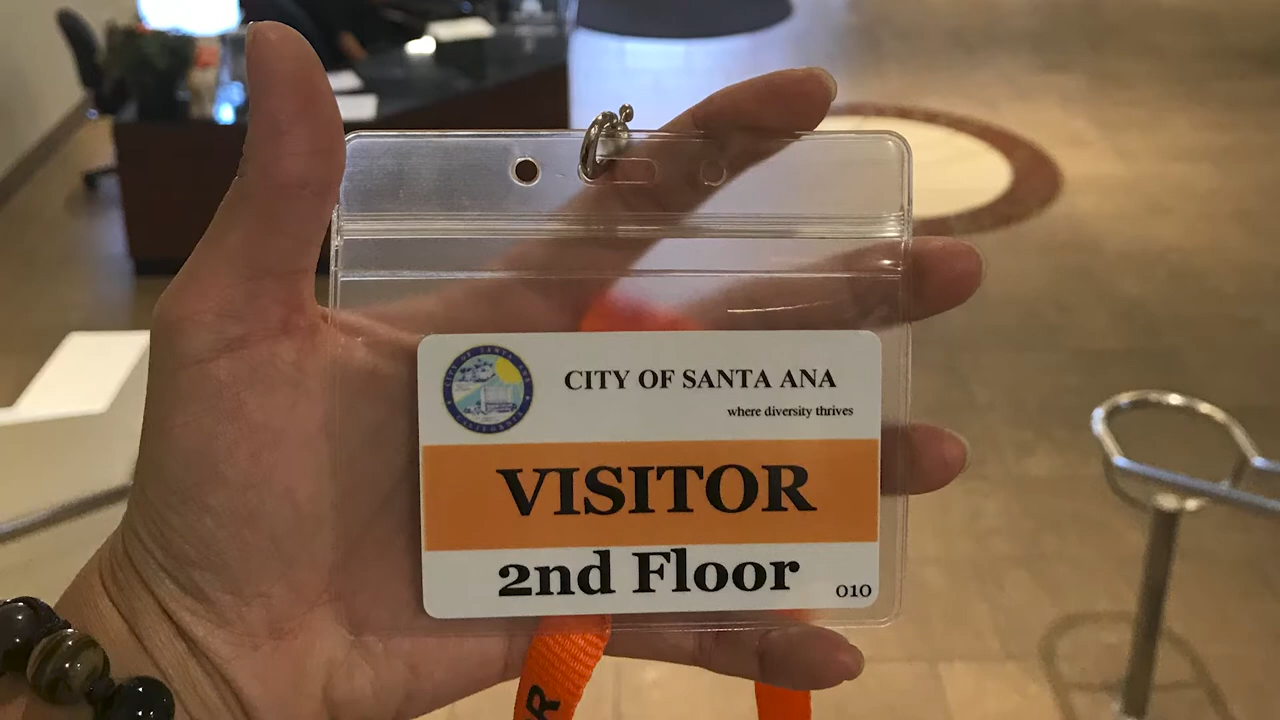 CITY OF SANTA ANA
where diversity thrives
VISITOR
2nd Floor
010